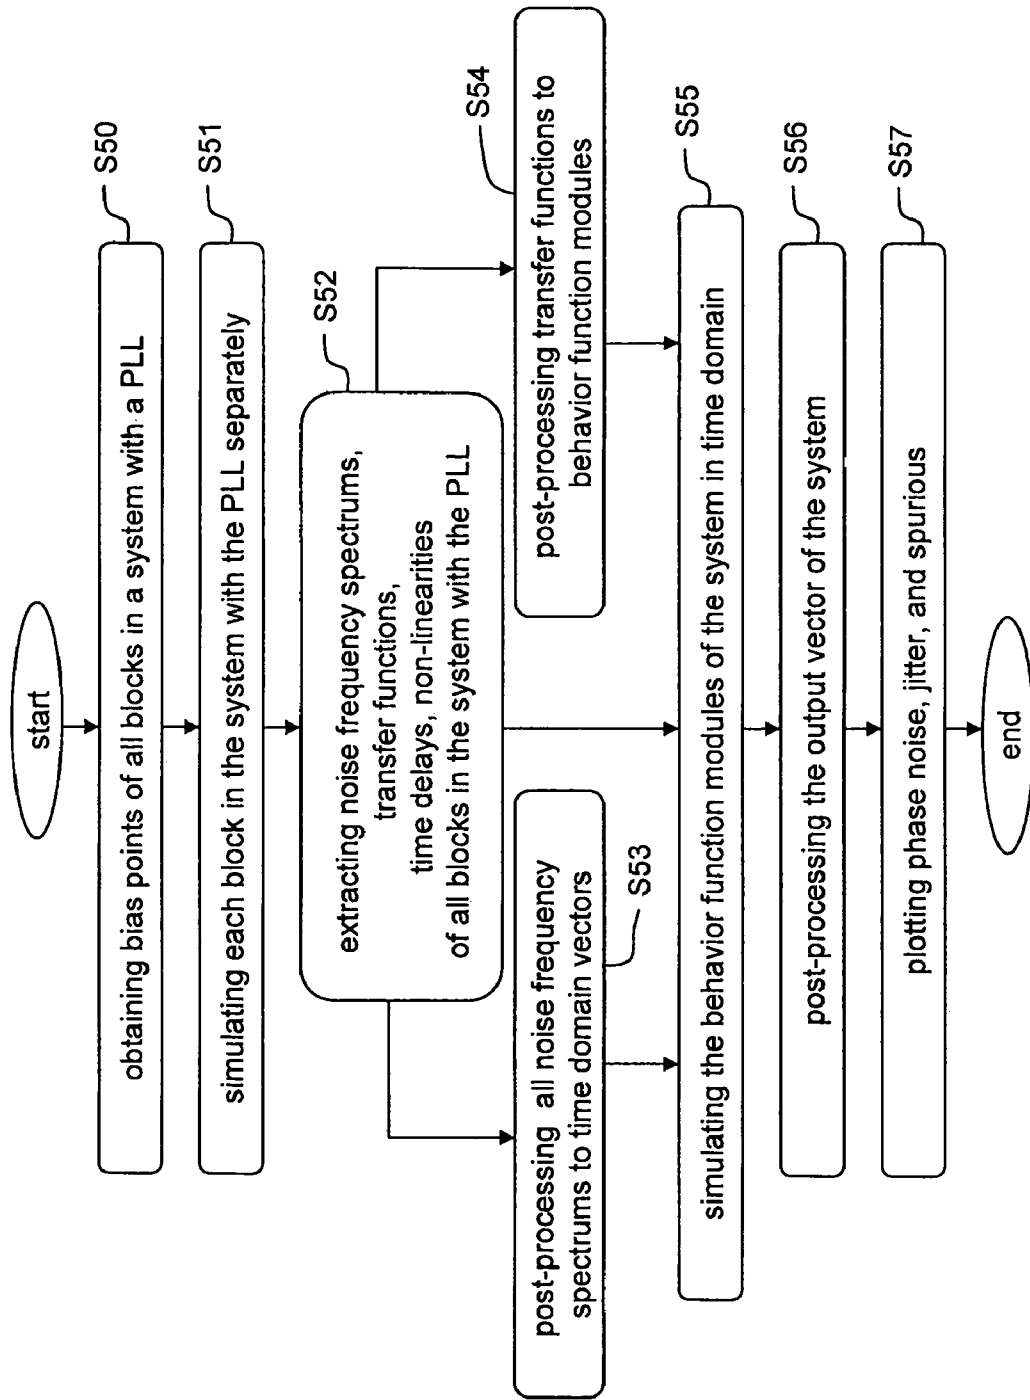 start
S50
obtaining bias points of all blocks in a system with a PLL
S51
simulating each block in the system with the PLL separately
S52
extracting noise frequency spectrums,
transfer functions,
time delays, non-linearities
of all blocks in the system with the PLL
post-processing all noise frequency
spectrums to time domain vectors
S53
S54
post-processing transfer functions to
behavior function modules
S55
simulating the behavior function modules of the system in time domain
S56
post-processing the output vector of the system
S57
plotting phase noise, jitter, and spurious
end